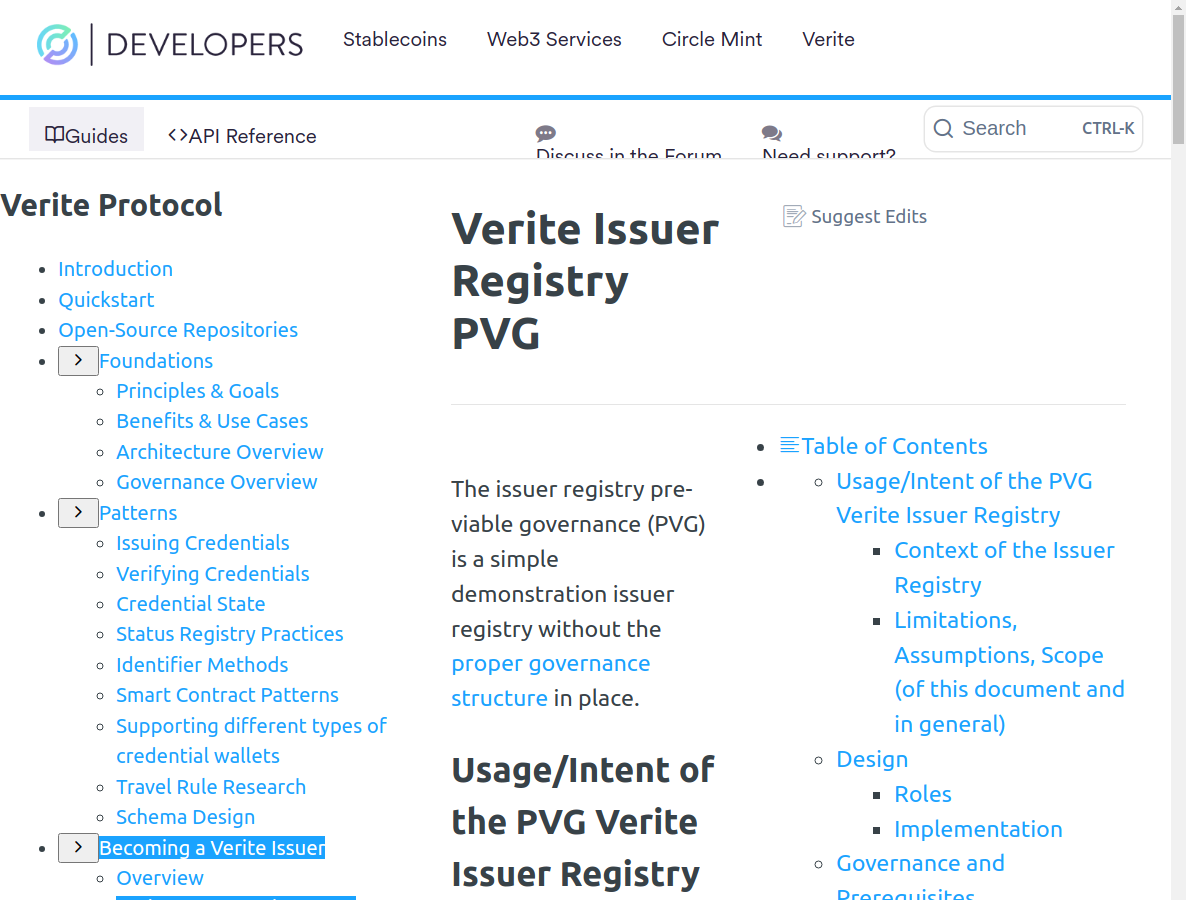 DEVELOPERS
Stablecoins
Web3 Services
Circle Mint
Verite
Guides
API Reference
Discuss in the Forum
Need support?
Search
CTRL-K
Verite Protocol
Introduction
Quickstart
Open-Source Repositories
Foundations
Principles & Goals
Benefits & Use Cases
Architecture Overview
Governance Overview
Patterns
Issuing Credentials
Verifying Credentials
Credential State
Status Registry Practices
Identifier Methods
Smart Contract Patterns
Supporting different types of
credential wallets
Travel Rule Research
Schema Design
Becoming a Verite Issuer
Overview
Verite Issuer
Registry
PVG
Suggest Edits
The issuer registry pre-
viable governance (PVG)
is a simple
demonstration issuer
registry without the
proper governance
structure in place.
Usage/Intent of
the PVG Verite
Issuer Registry
Table of Contents
Usage/Intent of the PVG
Verite Issuer Registry
Context of the Issuer
Registry
Limitations,
Assumptions, Scope
(of this document and
in general)
Design
Roles
Implementation
Governance and
Prerequisites